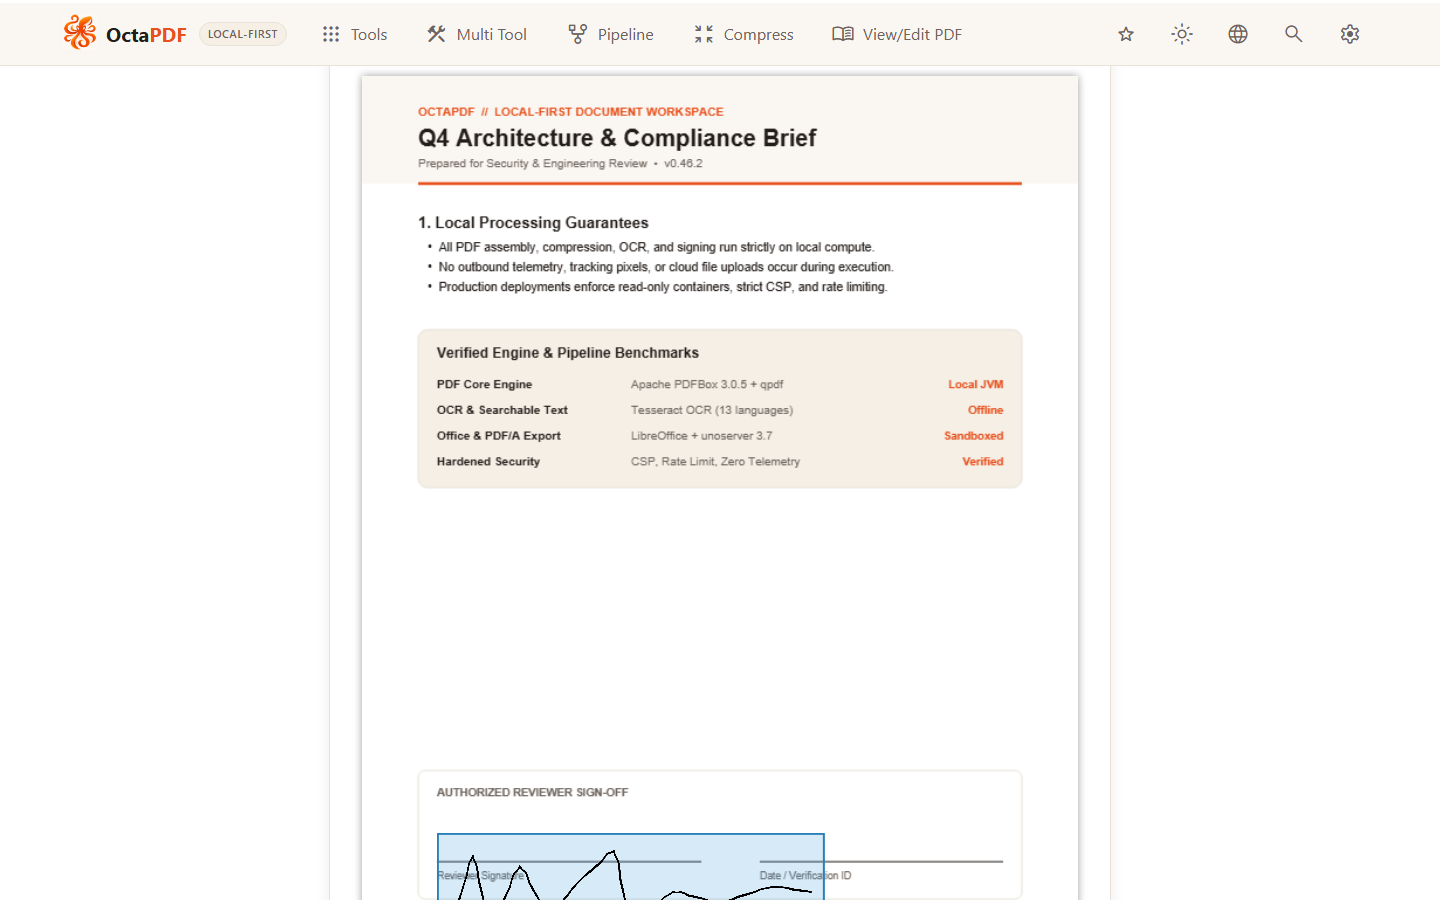 OctaPDF LOCAL-FIRST Tools Multi Tool Pipeline Compress View/Edit PDF
OCTAPDF // LOCAL-FIRST DOCUMENT WORKSPACE
Q4 Architecture & Compliance Brief
Prepared for Security & Engineering Review • v0.46.2
1. Local Processing Guarantees
• All PDF assembly, compression, OCR, and signing run strictly on local compute.
• No outbound telemetry, tracking pixels, or cloud file uploads occur during execution.
• Production deployments enforce read-only containers, strict CSP, and rate limiting.
Verified Engine & Pipeline Benchmarks
PDF Core Engine Apache PDFBox 3.0.5 + qpdf Local JVM
OCR & Searchable Text Tesseract OCR (13 languages) Offline
Office & PDF/A Export LibreOffice + unoserver 3.7 Sandboxed
Hardened Security CSP, Rate Limit, Zero Telemetry Verified
AUTHORIZED REVIEWER SIGN-OFF
Reviewer Signature Date / Verification ID